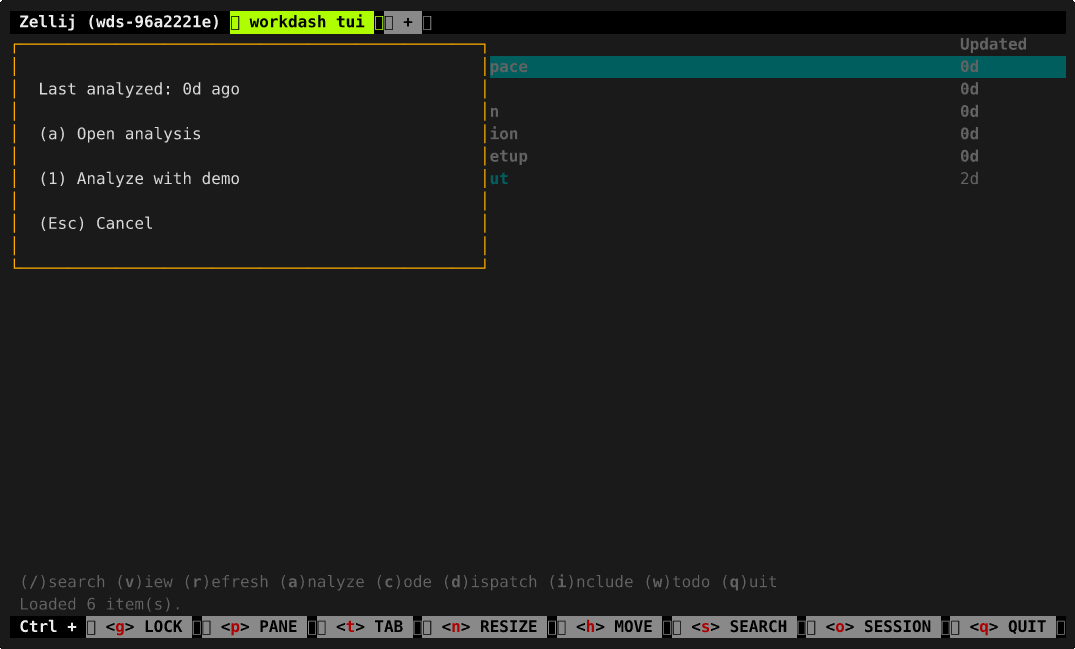 Zellij (wds-96a2221e) workdash tui +
Updated
pace 0d
Last analyzed: 0d ago 0d
n 0d
(a) Open analysis ion 0d
etup 0d
(1) Analyze with demo ut 2d
(Esc) Cancel
(/)search (v)iew (r)efresh (a)nalyze (c)ode (d)ispatch (i)nclude (w)todo (q)uit
Loaded 6 item(s).
Ctrl + <g> LOCK <p> PANE <t> TAB <n> RESIZE <h> MOVE <s> SEARCH <o> SESSION <q> QUIT